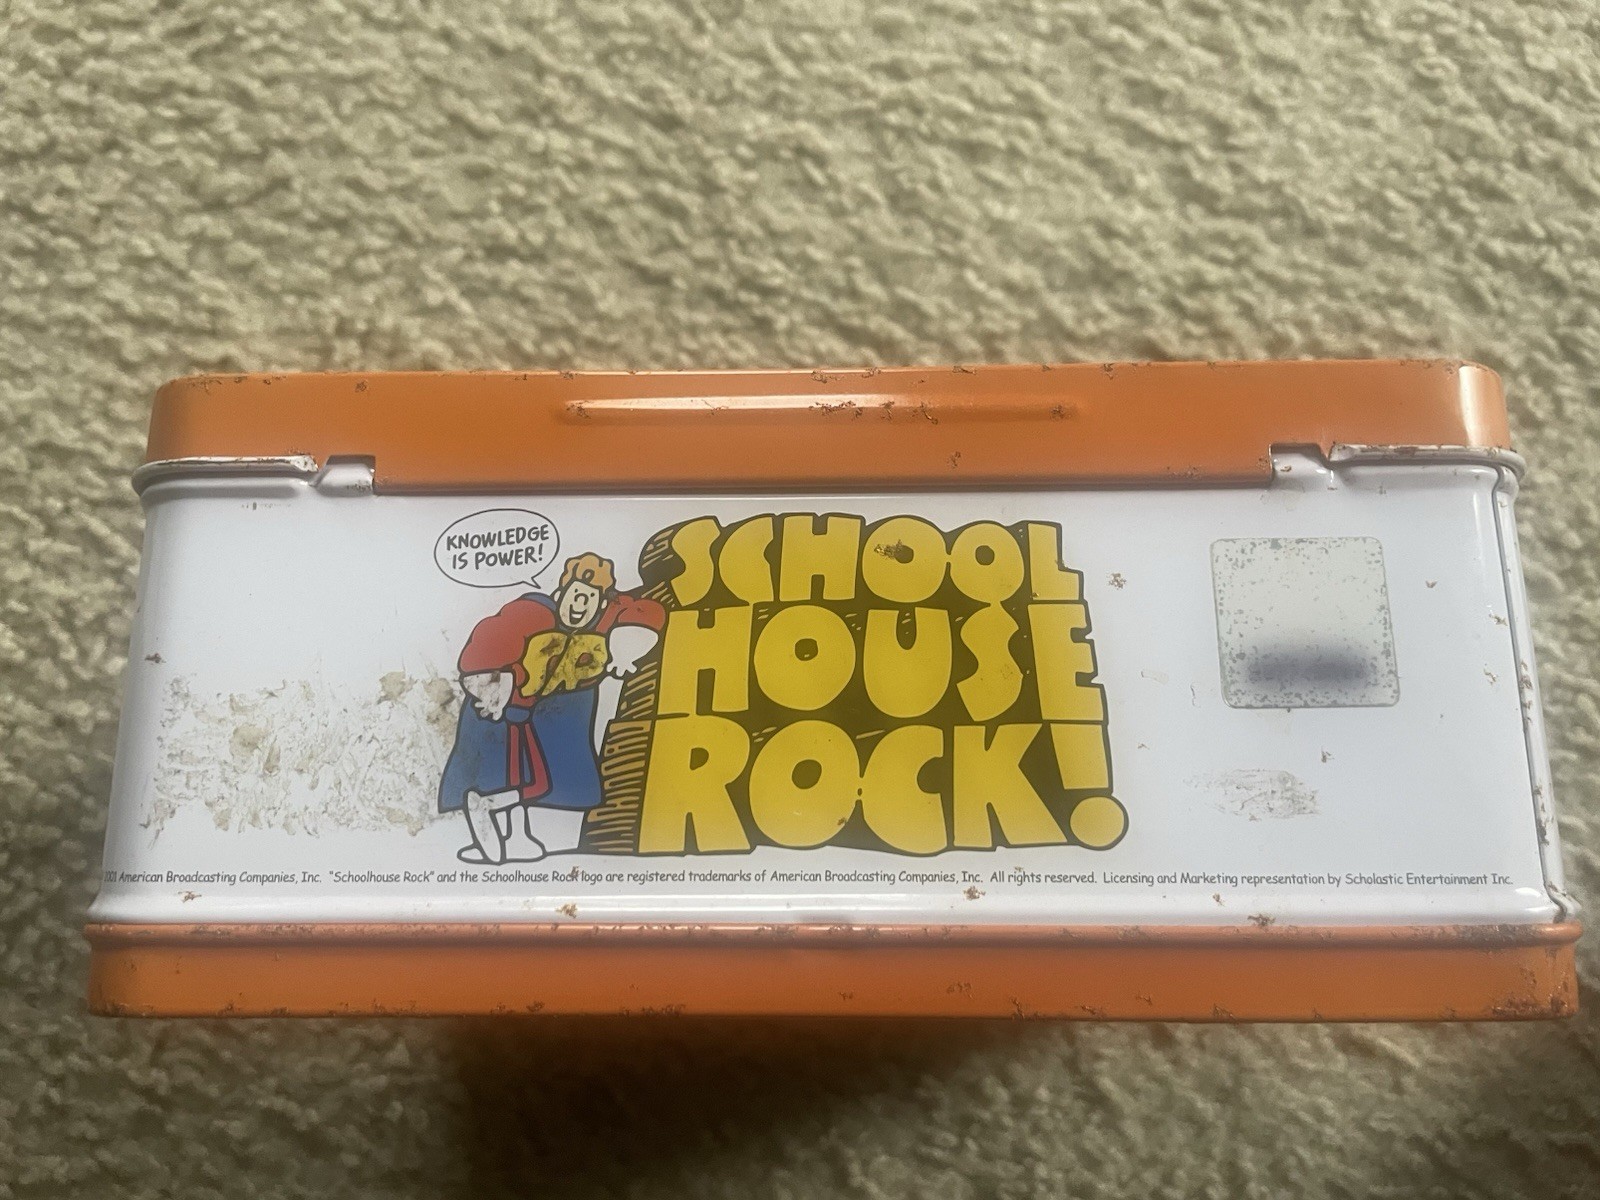 KNOWLEDGE
IS POWER!
SCHOOL
HOUSE
ROCK!
American Broadcasting Companies, Inc. "Schoolhouse Rock" and the Schoolhouse Rock logo are registered trademarks of American Broadcasting Companies, Inc. All rights reserved. Licensing and Marketing representation by Scholastic Entertainment Inc.